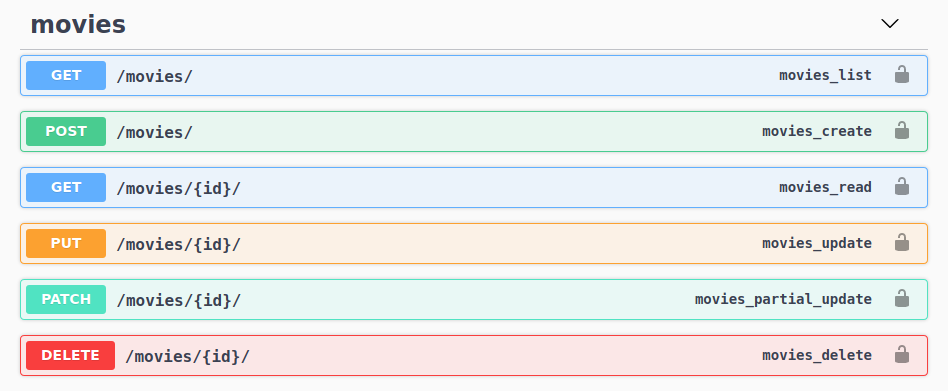 movies
GET /movies/ movies_list
POST /movies/ movies_create
GET /movies/{id}/ movies_read
PUT /movies/{id}/ movies_update
PATCH /movies/{id}/ movies_partial_update
DELETE /movies/{id}/ movies_delete